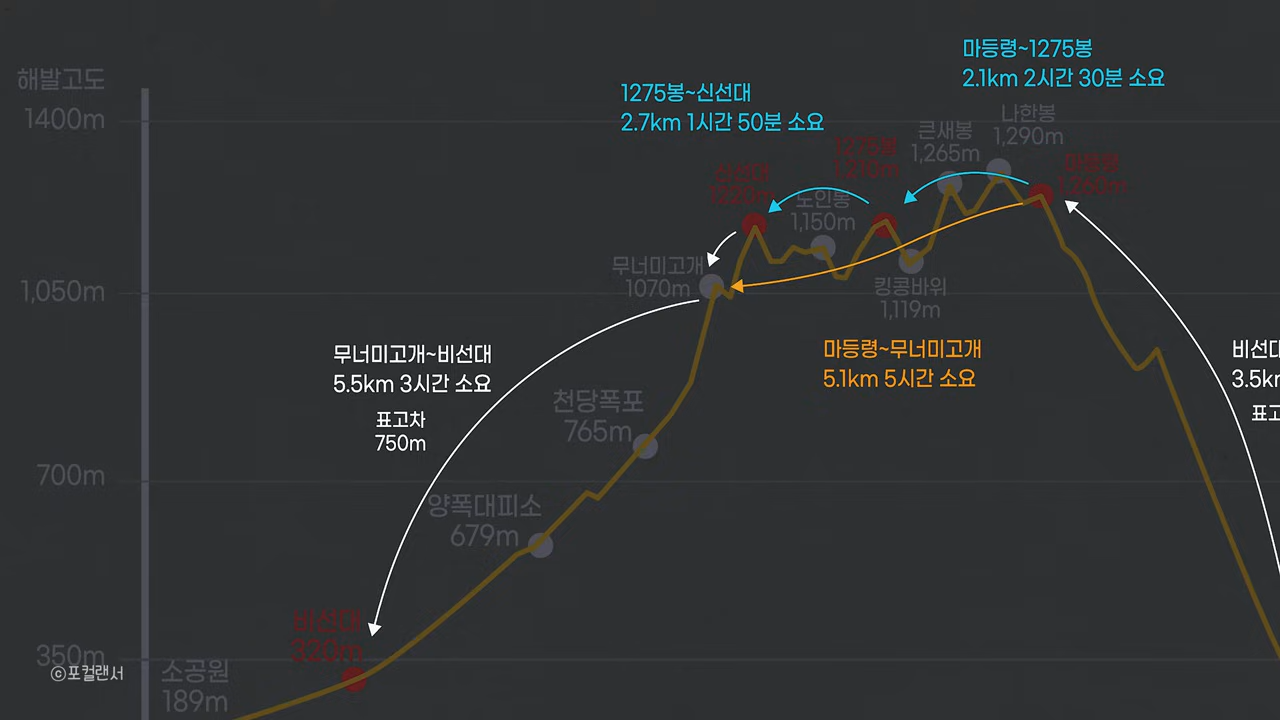 해발고도
1400m
1,050m
700m
350m
ⓒ포컬랜서
마등령~1275봉
2.1km 2시간 30분 소요
1275봉~신선대
2.7km 1시간 50분 소요
나한봉
1,290m
큰새봉
1,265m
1275봉
1,210m
마등령
1,260m
신선대
1220m
노인봉
1,150m
무너미고개
1070m
킹콩바위
1,119m
마등령~무너미고개
5.1km 5시간 소요
무너미고개~비선대
5.5km 3시간 소요
표고차
750m
비선대
3.5k
표고
천당폭포
765m
양폭대피소
679m
비선대
320m
소공원
189m